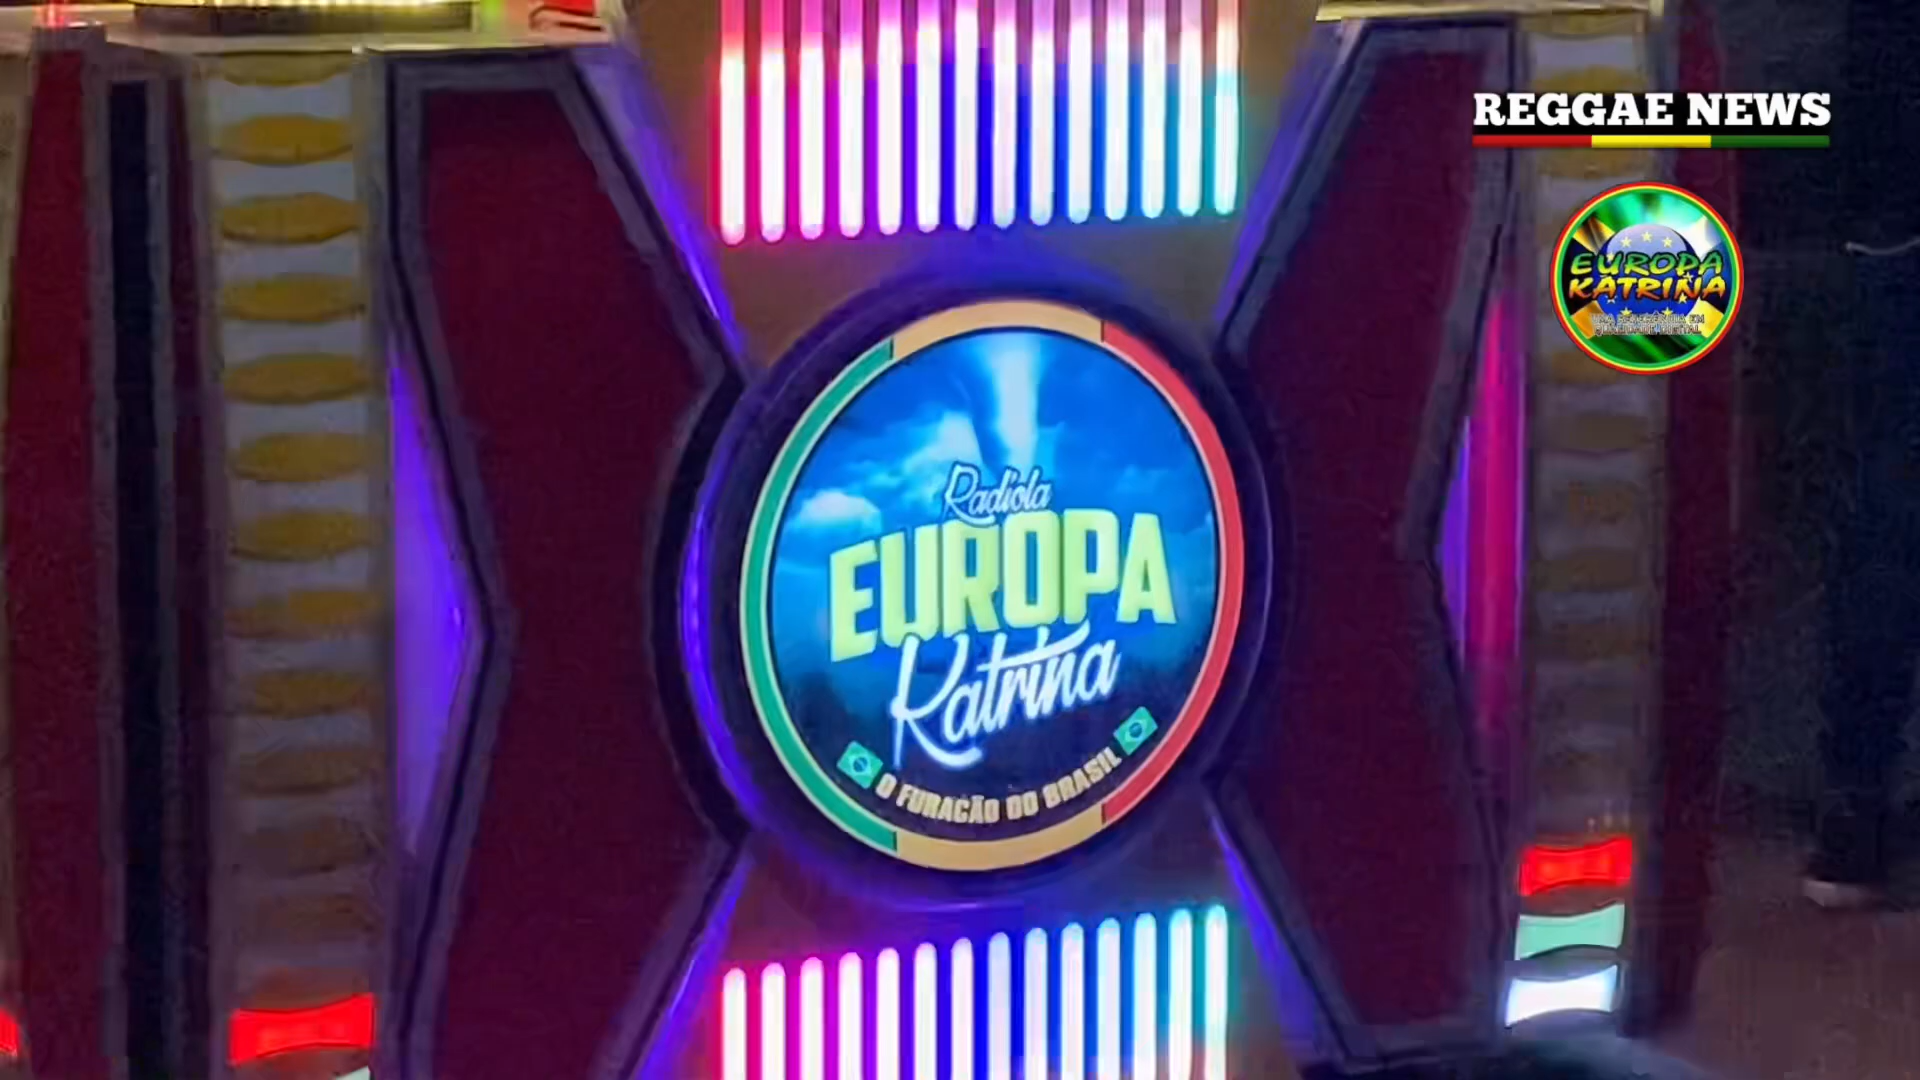 REGGAE NEWS
EUROPA
KATRINA
Radiola
EUROPA
Katrina
O FURACÃO DO BRASIL